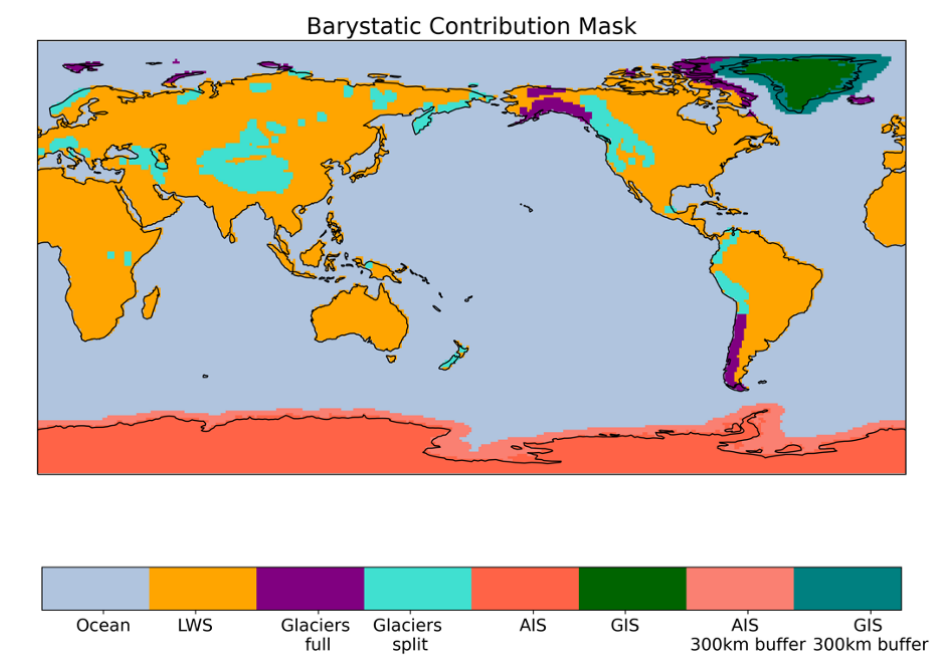 Barystatic Contribution Mask
Ocean LWS Glaciers Glaciers AIS GIS AIS GIS
full split 300km buffer 300km buffer